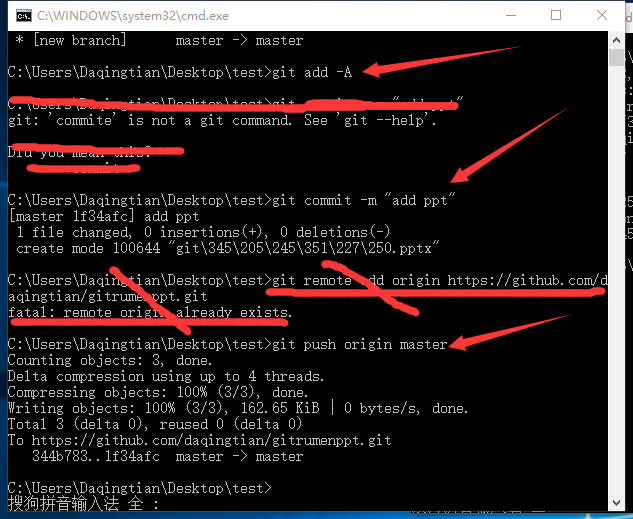 C:\WINDOWS\system32\cmd.exe
* [new branch]      master -> master
C:\Users\Daqingtian\Desktop\test>git add -A
C:\Users\Daqingtian\Desktop\test>git
git: 'commite' is not a git command. See 'git --help'.
Did you mean this?
C:\Users\Daqingtian\Desktop\test>git commit -m "add ppt"
[master 1f34afc] add ppt
1 file changed, 0 insertions(+), 0 deletions(-)
create mode 100644 "git\345\205\245\351\227\250.pptx"
C:\Users\Daqingtian\Desktop\test>git remote add origin https://github.com/d
aqingtian/gitrumenppt.git
fatal: remote origin already exists.
C:\Users\Daqingtian\Desktop\test>git push origin master
Counting objects: 3, done.
Delta compression using up to 4 threads.
Compressing objects: 100% (3/3), done.
Writing objects: 100% (3/3), 162.65 KiB | 0 bytes/s, done.
Total 3 (delta 0), reused 0 (delta 0)
To https://github.com/daqingtian/gitrumenppt.git
344b783..1f34afc  master -> master
C:\Users\Daqingtian\Desktop\test>
搜狗拼音输入法 全 :